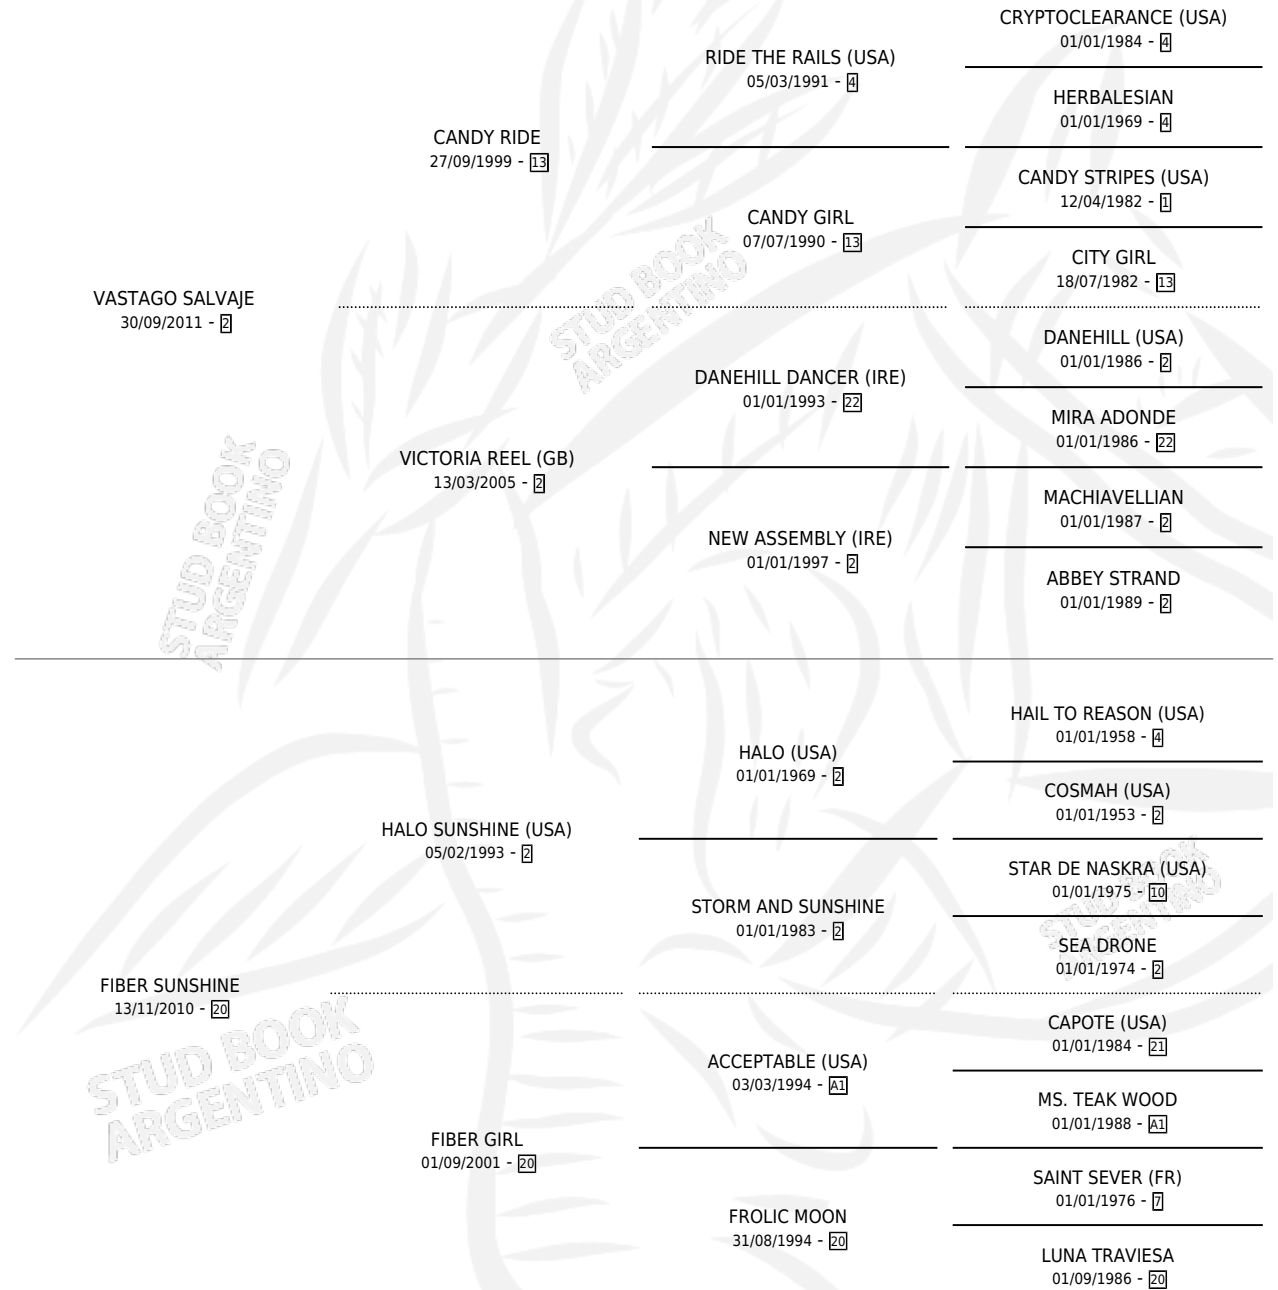 CRYPTOCLEARANCE (USA)
01/01/1984 - 4
RIDE THE RAILS (USA)
05/03/1991 - 4
HERBALESIAN
01/01/1969 - 4
CANDY RIDE
27/09/1999 - 13
CANDY STRIPES (USA)
12/04/1982 - 1
CANDY GIRL
07/07/1990 - 13
CITY GIRL
18/07/1982 - 13
VASTAGO SALVAJE
30/09/2011 - 2
STUD BOOK
ARGENTINO
DANEHILL (USA)
01/01/1986 - 2
DANEHILL DANCER (IRE)
01/01/1993 - 22
MIRA ADONDE
01/01/1986 - 22
VICTORIA REEL (GB)
13/03/2005 - 2
MACHIAVELLIAN
01/01/1987 - 2
NEW ASSEMBLY (IRE)
01/01/1997 - 2
ABBEY STRAND
01/01/1989 - 2
STUD BOOK
ARGENTINO
HAIL TO REASON (USA)
01/01/1958 - 4
HALO (USA)
01/01/1969 - 2
COSMAH (USA)
01/01/1953 - 2
HALO SUNSHINE (USA)
05/02/1993 - 2
STAR DE NASKRA (USA)
01/01/1975 - 10
STORM AND SUNSHINE
01/01/1983 - 2
SEA DRONE
01/01/1974 - 2
STUD BOOK
ARGENTINO
FIBER SUNSHINE
13/11/2010 - 20
CAPOTE (USA)
01/01/1984 - 21
ACCEPTABLE (USA)
03/03/1994 - A1
MS. TEAK WOOD
01/01/1988 - A1
FIBER GIRL
01/09/2001 - 20
SAINT SEVER (FR)
01/01/1976 - 7
FROLIC MOON
31/08/1994 - 20
LUNA TRAVIESA
01/09/1986 - 20
STUD BOOK
ARGENTINO